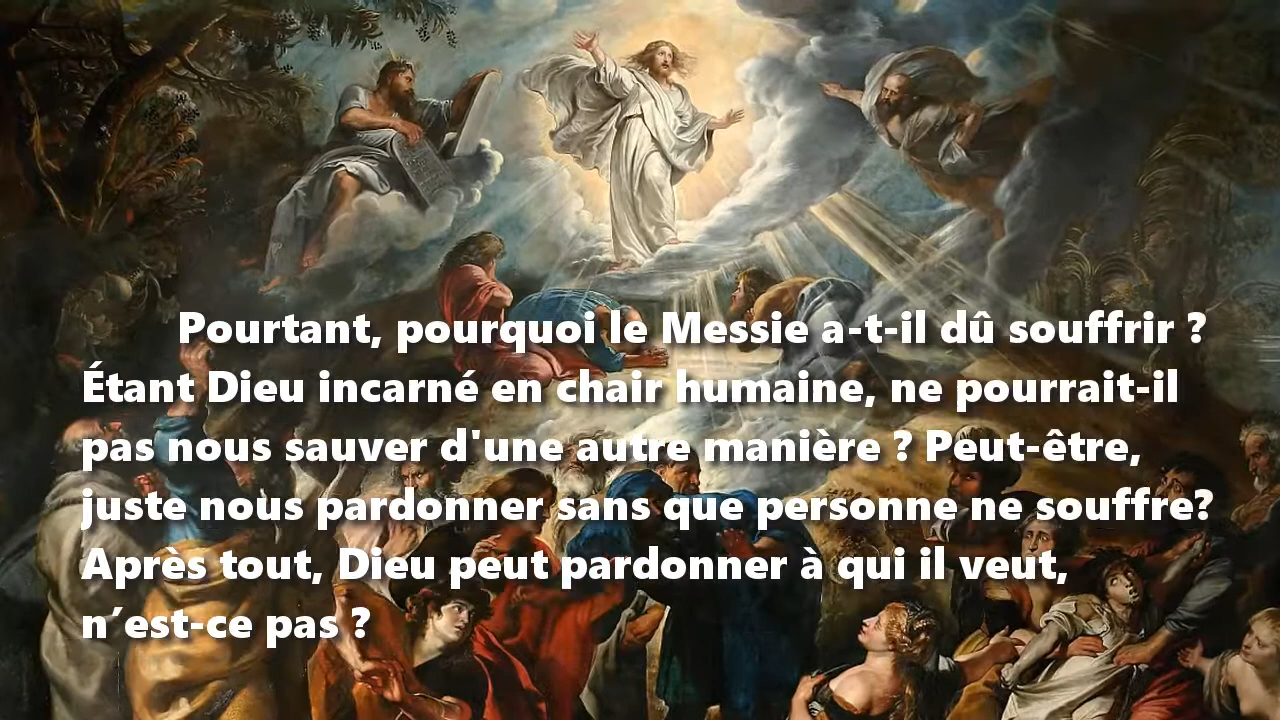 Pourtant, pourquoi le Messie a-t-il dû souffrir ?
Étant Dieu incarné en chair humaine, ne pourrait-il
pas nous sauver d'une autre manière ? Peut-être,
juste nous pardonner sans que personne ne souffre?
Après tout, Dieu peut pardonner à qui il veut,
n’est-ce pas ?